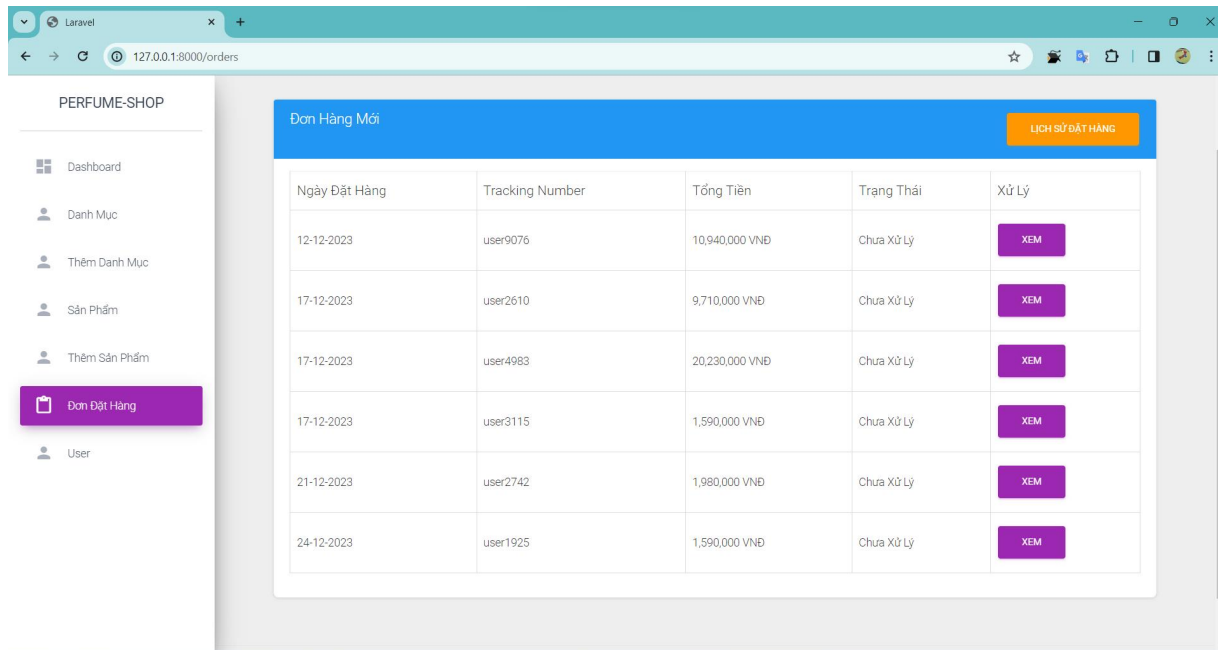 Laravel
127.0.0.1:8000/orders
PERFUME-SHOP
Dashboard
Danh Mục
Thêm Danh Mục
Sản Phẩm
Thêm Sản Phẩm
Đơn Đặt Hàng
User
Đơn Hàng Mới
LỊCH SỬ ĐẶT HÀNG
Ngày Đặt Hàng Tracking Number Tổng Tiền Trạng Thái Xử Lý
12-12-2023 user9076 10,940,000 VNĐ Chưa Xử Lý XEM
17-12-2023 user2610 9,710,000 VNĐ Chưa Xử Lý XEM
17-12-2023 user4983 20,230,000 VNĐ Chưa Xử Lý XEM
17-12-2023 user3115 1,590,000 VNĐ Chưa Xử Lý XEM
21-12-2023 user2742 1,980,000 VNĐ Chưa Xử Lý XEM
24-12-2023 user1925 1,590,000 VNĐ Chưa Xử Lý XEM